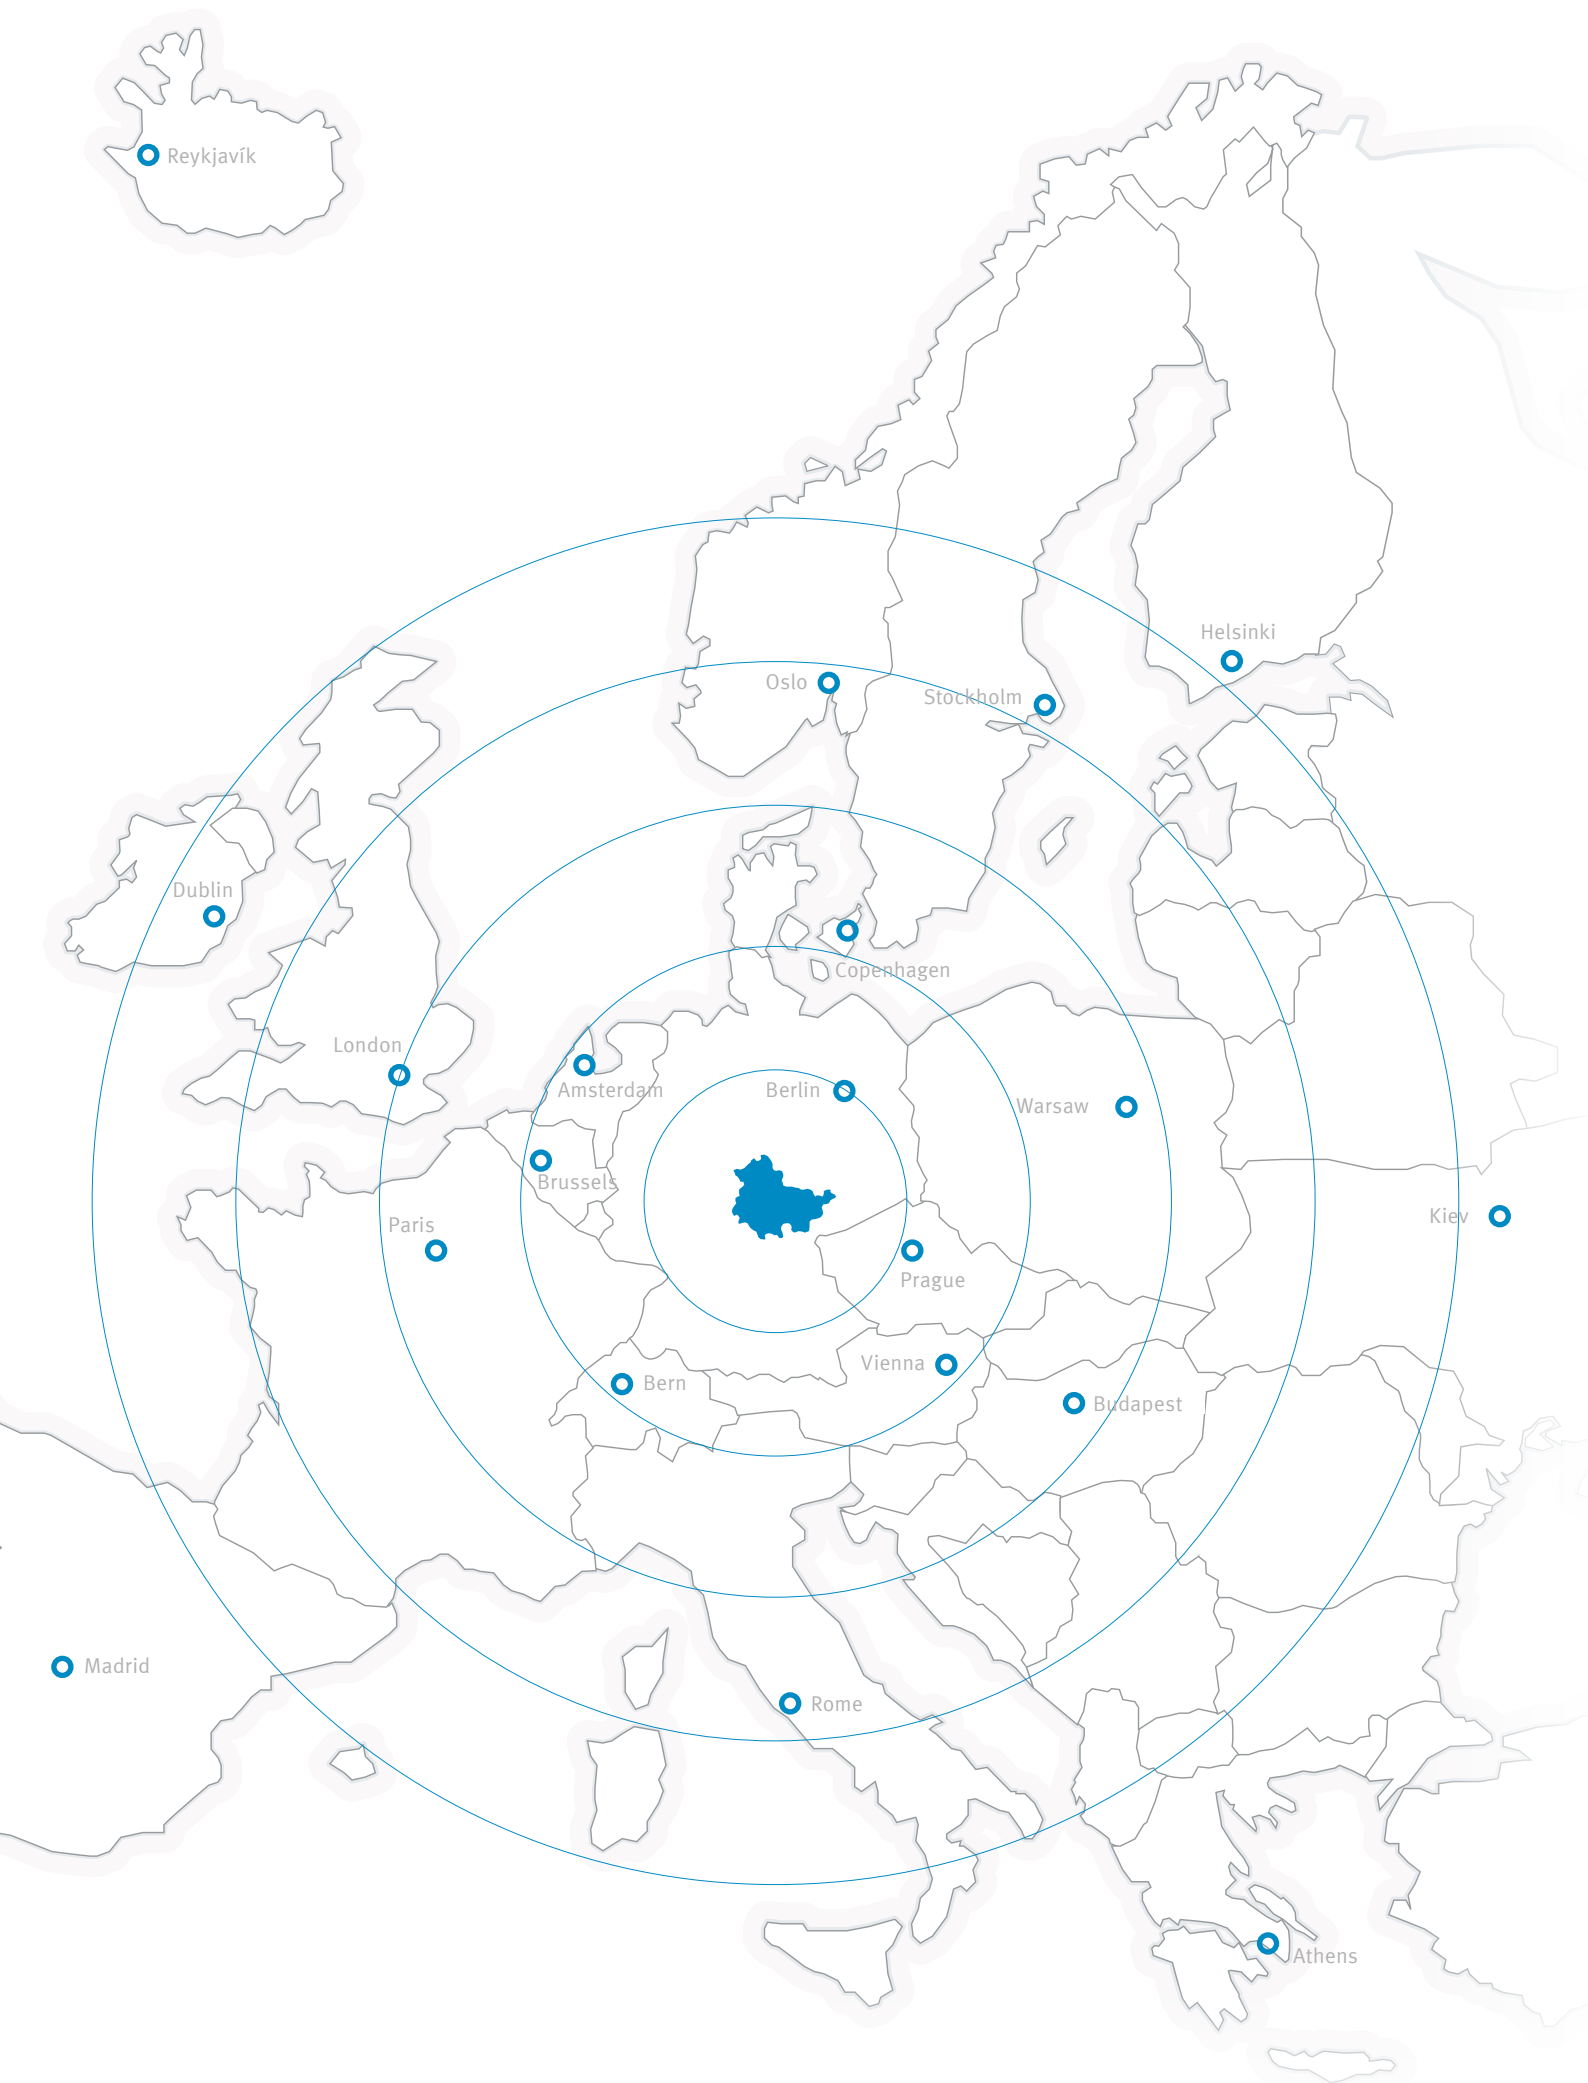 Reykjavík
Helsinki
Oslo
Stockholm
Dublin
Copenhagen
London
Amsterdam
Berlin
Warsaw
Brussels
Paris
Kiev
Prague
Vienna
Bern
Budapest
Madrid
Rome
Athens